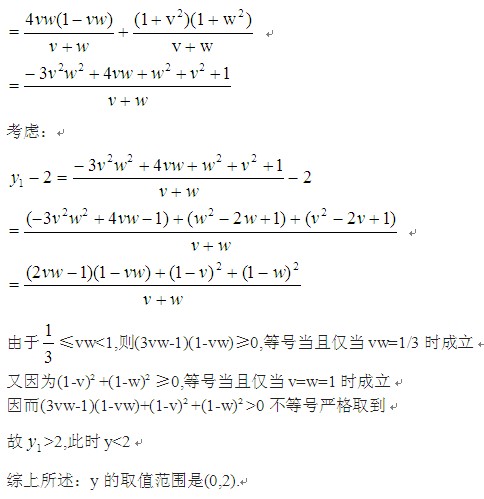 = \frac{4vw(1-vw)}{v+w} + \frac{(1+v^2)(1+w^2)}{v+w}
= \frac{-3v^2w^2+4vw+w^2+v^2+1}{v+w}
考虑:
y_1-2 = \frac{-3v^2w^2+4vw+w^2+v^2+1}{v+w} - 2
= \frac{(-3v^2w^2+4vw-1)+(w^2-2w+1)+(v^2-2v+1)}{v+w}
= \frac{(2vw-1)(1-vw)+(1-v)^2+(1-w)^2}{v+w}
由于\frac{1}{3}≤vw<1,则(3vw-1)(1-vw)≥0,等号当且仅当 vw=1/3 时成立
又因为(1-v)²+(1-w)²≥0,等号当且仅当 v=w=1 时成立
因而(3vw-1)(1-vw)+(1-v)²+(1-w)²>0 不等号严格取到
故 y_1>2,此时 y<2
综上所述：y 的取值范围是(0,2).